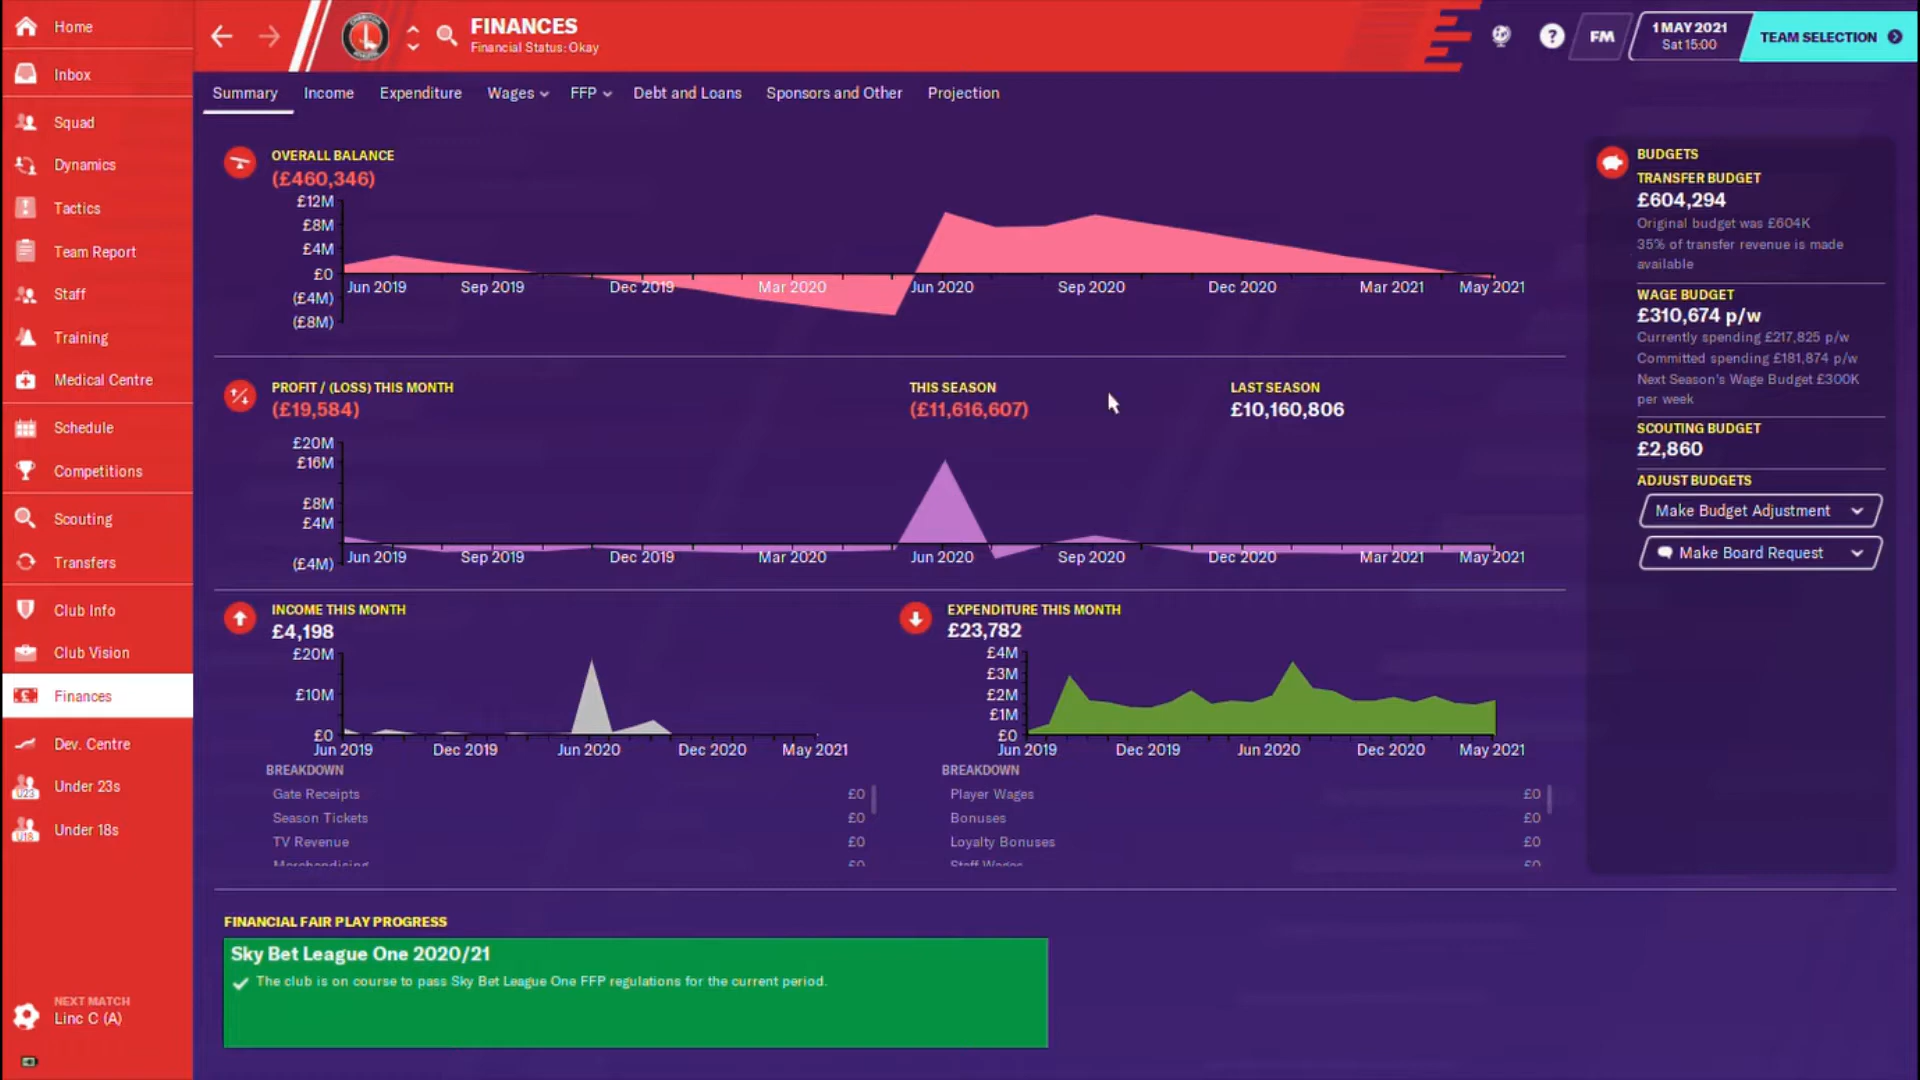 Home
Inbox
Squad
Dynamics
Tactics
Team Report
Staff
Training
Medical Centre
Schedule
Competitions
Scouting
Transfers
Club Info
Club Vision
Finances
Dev. Centre
U23
Under 23s
U18
Under 18s
NEXT MATCH
Linc C (A)
FINANCES
Financial Status: Okay
?
FM
1 MAY 2021
Sat 15:00
TEAM SELECTION
Summary Income Expenditure Wages FFP Debt and Loans Sponsors and Other Projection
OVERALL BALANCE
(£460,346)
£12M
£8M
£4M
£0
(£4M)
(£8M)
Jun 2019 Sep 2019 Dec 2019 Mar 2020 Jun 2020 Sep 2020 Dec 2020 Mar 2021 May 2021
PROFIT / (LOSS) THIS MONTH
(£19,584)
THIS SEASON
(£11,616,607)
LAST SEASON
£10,160,806
£20M
£16M
£8M
£4M
(£4M)
Jun 2019 Sep 2019 Dec 2019 Mar 2020 Jun 2020 Sep 2020 Dec 2020 Mar 2021 May 2021
INCOME THIS MONTH
£4,198
£20M
£10M
£0
Jun 2019 Dec 2019 Jun 2020 Dec 2020 May 2021
BREAKDOWN
Gate Receipts £0
Season Tickets £0
TV Revenue £0
Merchandising £0
EXPENDITURE THIS MONTH
£23,782
£4M
£3M
£2M
£1M
£0
Jun 2019 Dec 2019 Jun 2020 Dec 2020 May 2021
BREAKDOWN
Player Wages £0
Bonuses £0
Loyalty Bonuses £0
Staff Wages £0
BUDGETS
TRANSFER BUDGET
£604,294
Original budget was £604K
35% of transfer revenue is made
available
WAGE BUDGET
£310,674 p/w
Currently spending £217,825 p/w
Committed spending £181,874 p/w
Next Season's Wage Budget £300K
per week
SCOUTING BUDGET
£2,860
ADJUST BUDGETS
Make Budget Adjustment
Make Board Request
FINANCIAL FAIR PLAY PROGRESS
Sky Bet League One 2020/21
The club is on course to pass Sky Bet League One FFP regulations for the current period.